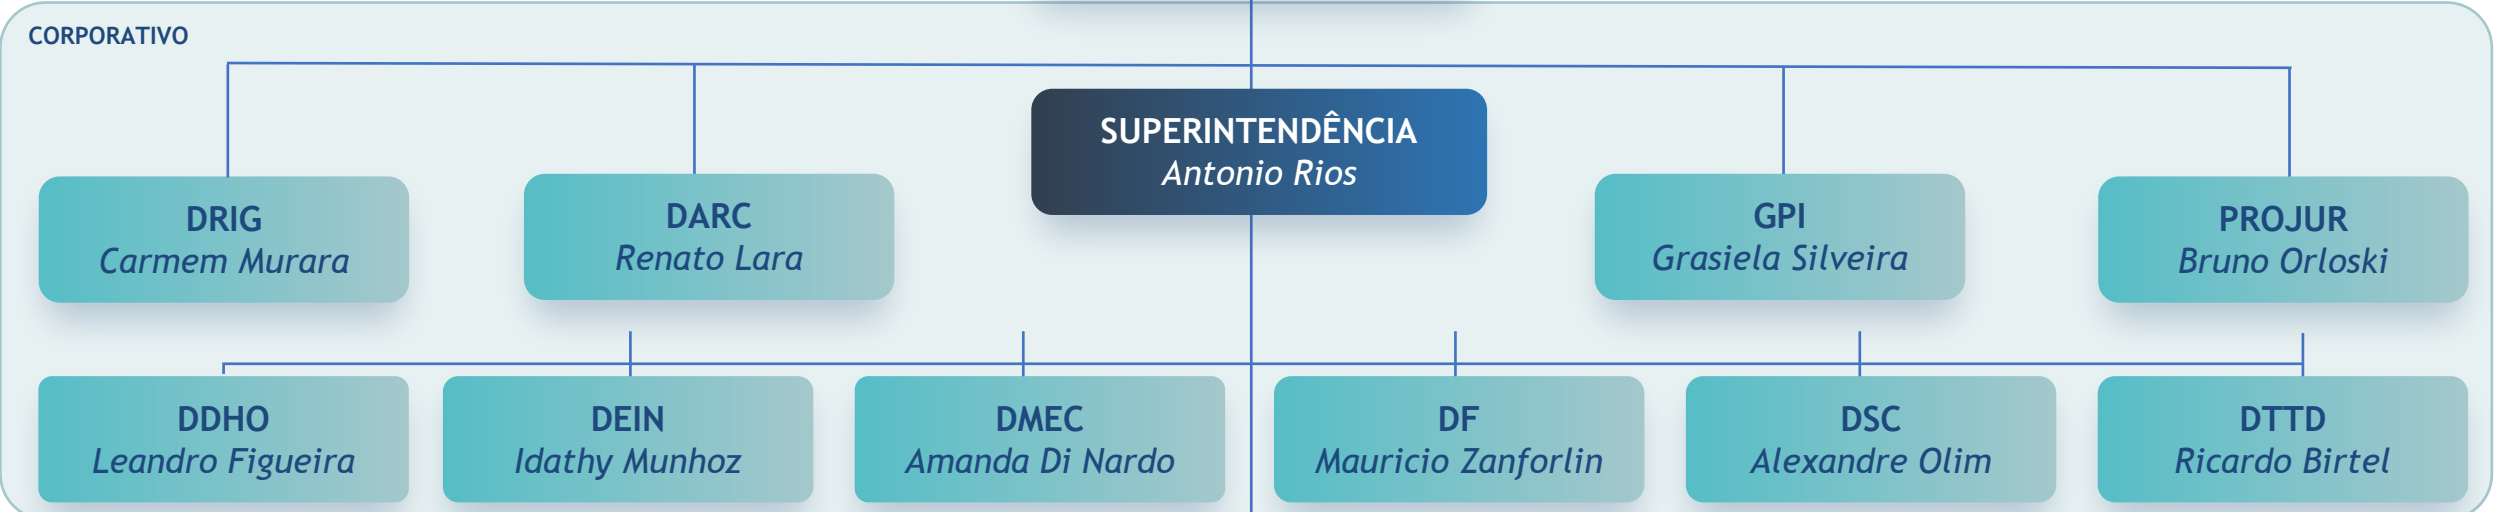 CORPORATIVO
SUPERINTENDÊNCIA
Antonio Rios
DRIG
Carmem Murara
DARC
Renato Lara
GPI
Grasiela Silveira
PROJUR
Bruno Orloski
DDHO
Leandro Figueira
DEIN
Idathy Munhoz
DMEC
Amanda Di Nardo
DF
Mauricio Zanforlin
DSC
Alexandre Olim
DTTD
Ricardo Birtel